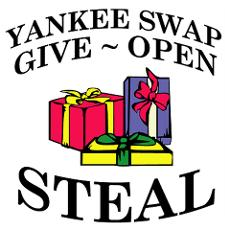 YANKEE SWAP
GIVE ~ OPEN
STEAL